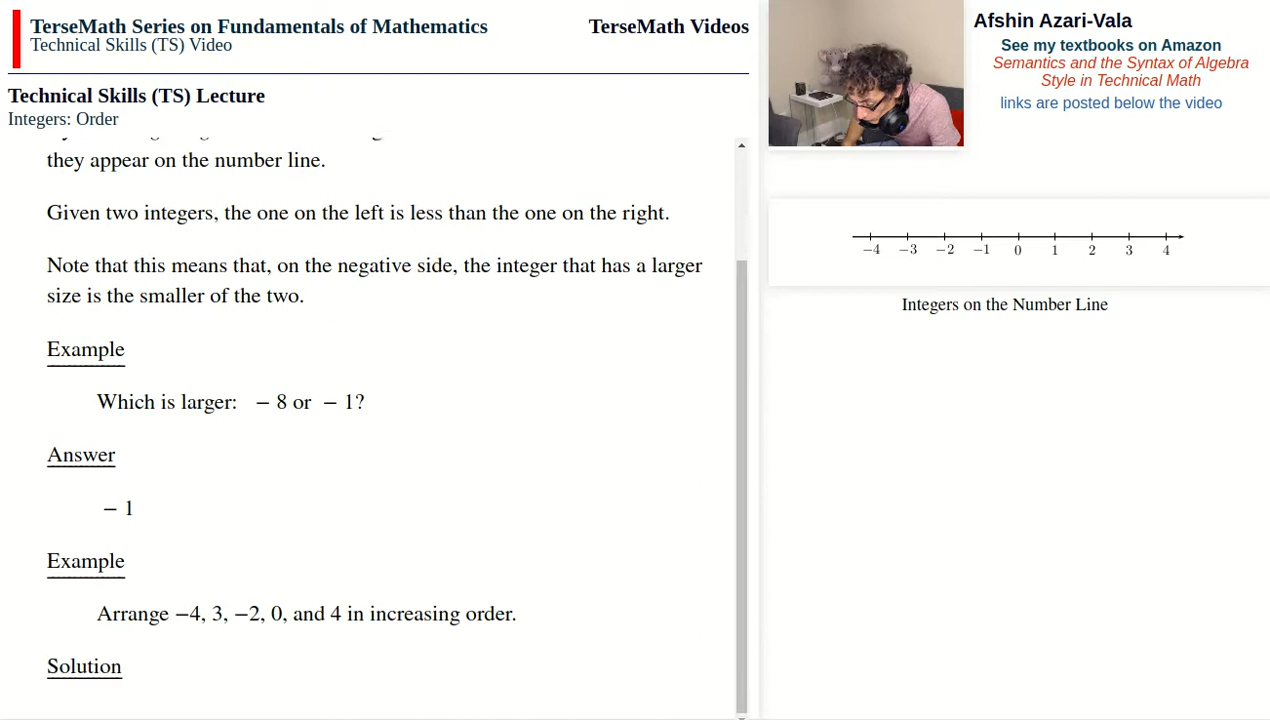 TerseMath Series on Fundamentals of Mathematics
Technical Skills (TS) Video
TerseMath Videos
Technical Skills (TS) Lecture
Integers: Order
they appear on the number line.
Given two integers, the one on the left is less than the one on the right.
Note that this means that, on the negative side, the integer that has a larger
size is the smaller of the two.
Example
Which is larger: − 8 or − 1?
Answer
− 1
Example
Arrange −4, 3, −2, 0, and 4 in increasing order.
Solution
Afshin Azari-Vala
See my textbooks on Amazon
Semantics and the Syntax of Algebra
Style in Technical Math
links are posted below the video
−4 −3 −2 −1 0 1 2 3 4
Integers on the Number Line